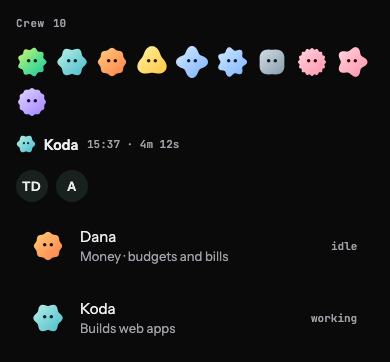 Crew 10
Koda 15:37 · 4m 12s
TD A
Dana
Money · budgets and bills
idle
Koda
Builds web apps
working